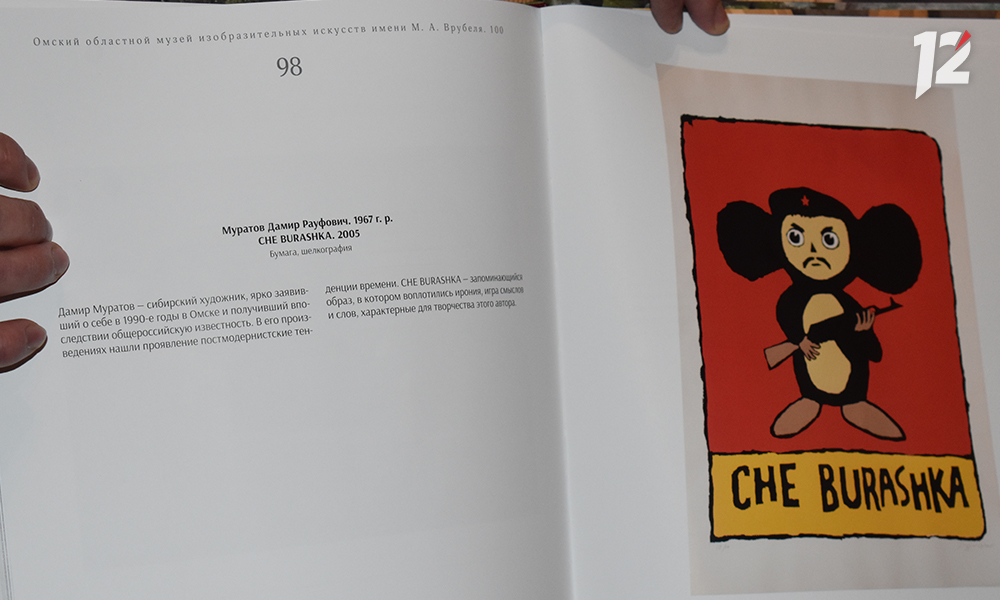 Омский областной музей изобразительных искусств имени М. А. Врубеля. 100
98
Муратов Дамир Рауфович. 1967 г. р.
CHE BURASHKA. 2005
Бумага, шелкография
Дамир Муратов – сибирский художник, ярко заявив-
ший о себе в 1990-е годы в Омске и получивший впо-
следствии общероссийскую известность. В его произ-
ведениях нашли проявление постмодернистские тен-
денции времени. CHE BURASHKA – запоминающийся
образ, в котором воплотились ирония, игра смыслов
и слов, характерные для творчества этого автора.
12
CHE BURASHKA